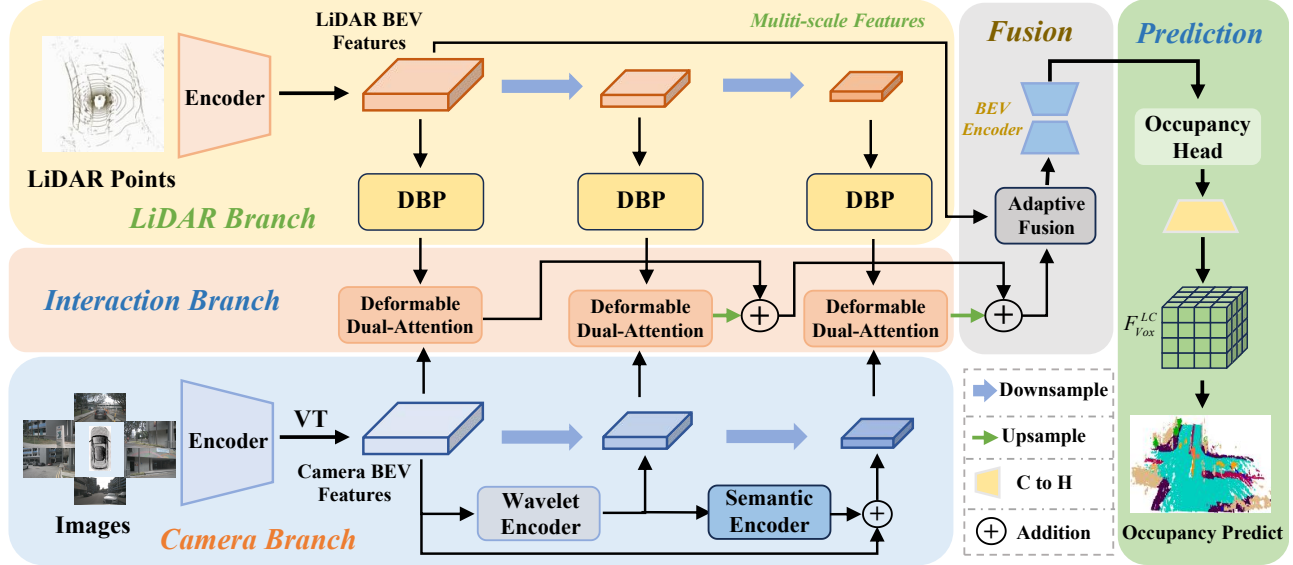 LiDAR BEV
Features
Muliti-scale Features
Encoder
LiDAR Points
LiDAR Branch
DBP
DBP
DBP
Interaction Branch
Deformable
Dual-Attention
Deformable
Dual-Attention
Deformable
Dual-Attention
Encoder
VT
Camera BEV
Features
Images
Camera Branch
Wavelet
Encoder
Semantic
Encoder
Fusion
BEV
Encoder
Adaptive
Fusion
Downsample
Upsample
C to H
Addition
Prediction
Occupancy
Head
F_{Vox}^{LC}
Occupancy Predict